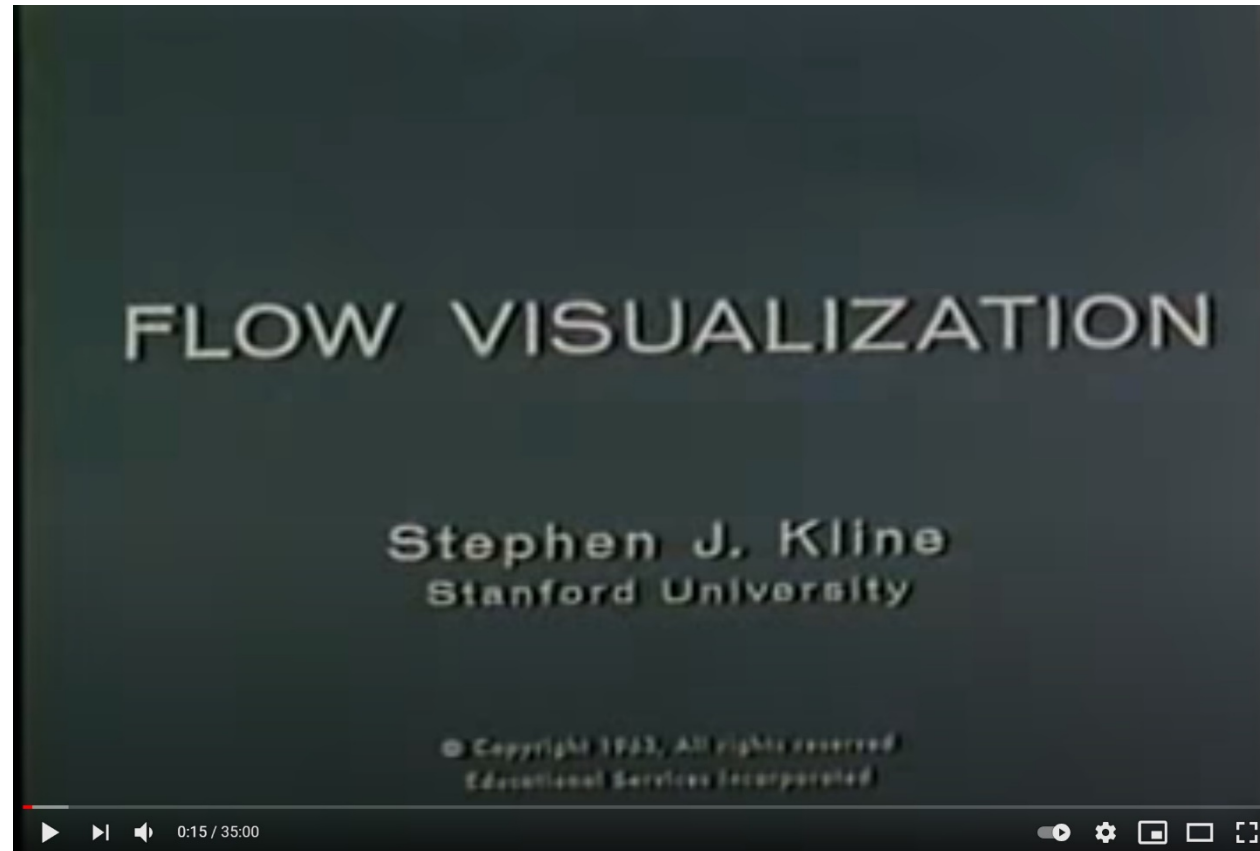 FLOW VISUALIZATION
Stephen J. Kline
Stanford University
© Copyright 1963, All rights reserved
Educational Services Incorporated
0:15 / 35:00